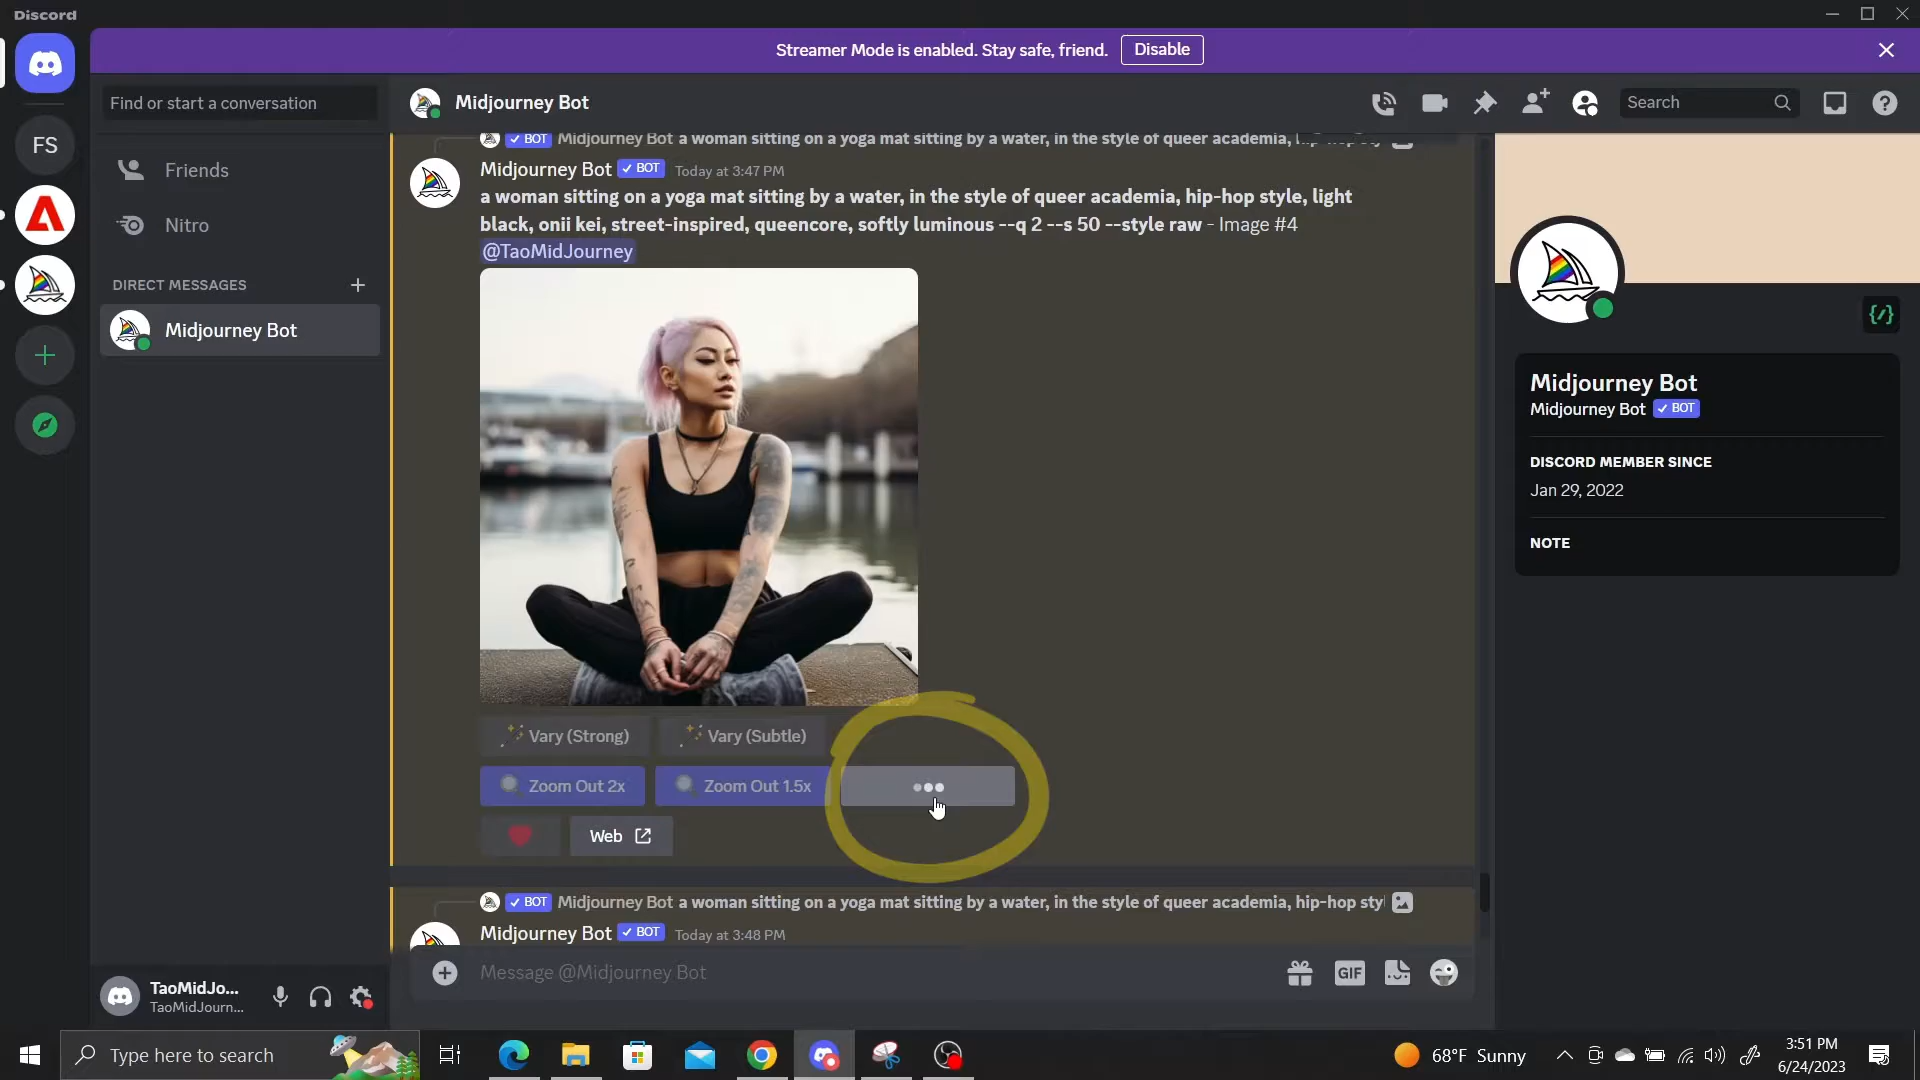 Discord
Streamer Mode is enabled. Stay safe, friend. Disable
Find or start a conversation
Midjourney Bot
Search
FS
Friends
Nitro
DIRECT MESSAGES
Midjourney Bot
BOT Midjourney Bot a woman sitting on a yoga mat sitting by a water, in the style of queer academia, hip-hop sty
Midjourney Bot BOT Today at 3:47 PM
a woman sitting on a yoga mat sitting by a water, in the style of queer academia, hip-hop style, light
black, onii kei, street-inspired, queencore, softly luminous --q 2 --s 50 --style raw - Image #4
@TaoMidJourney
Vary (Strong) Vary (Subtle)
Zoom Out 2x Zoom Out 1.5x
Web
BOT Midjourney Bot a woman sitting on a yoga mat sitting by a water, in the style of queer academia, hip-hop sty
Midjourney Bot BOT Today at 3:48 PM
Message @Midjourney Bot
GIF
Midjourney Bot
Midjourney Bot BOT
DISCORD MEMBER SINCE
Jan 29, 2022
NOTE
TaoMidJo...
TaoMidJourn...
Type here to search
68°F Sunny
3:51 PM
6/24/2023